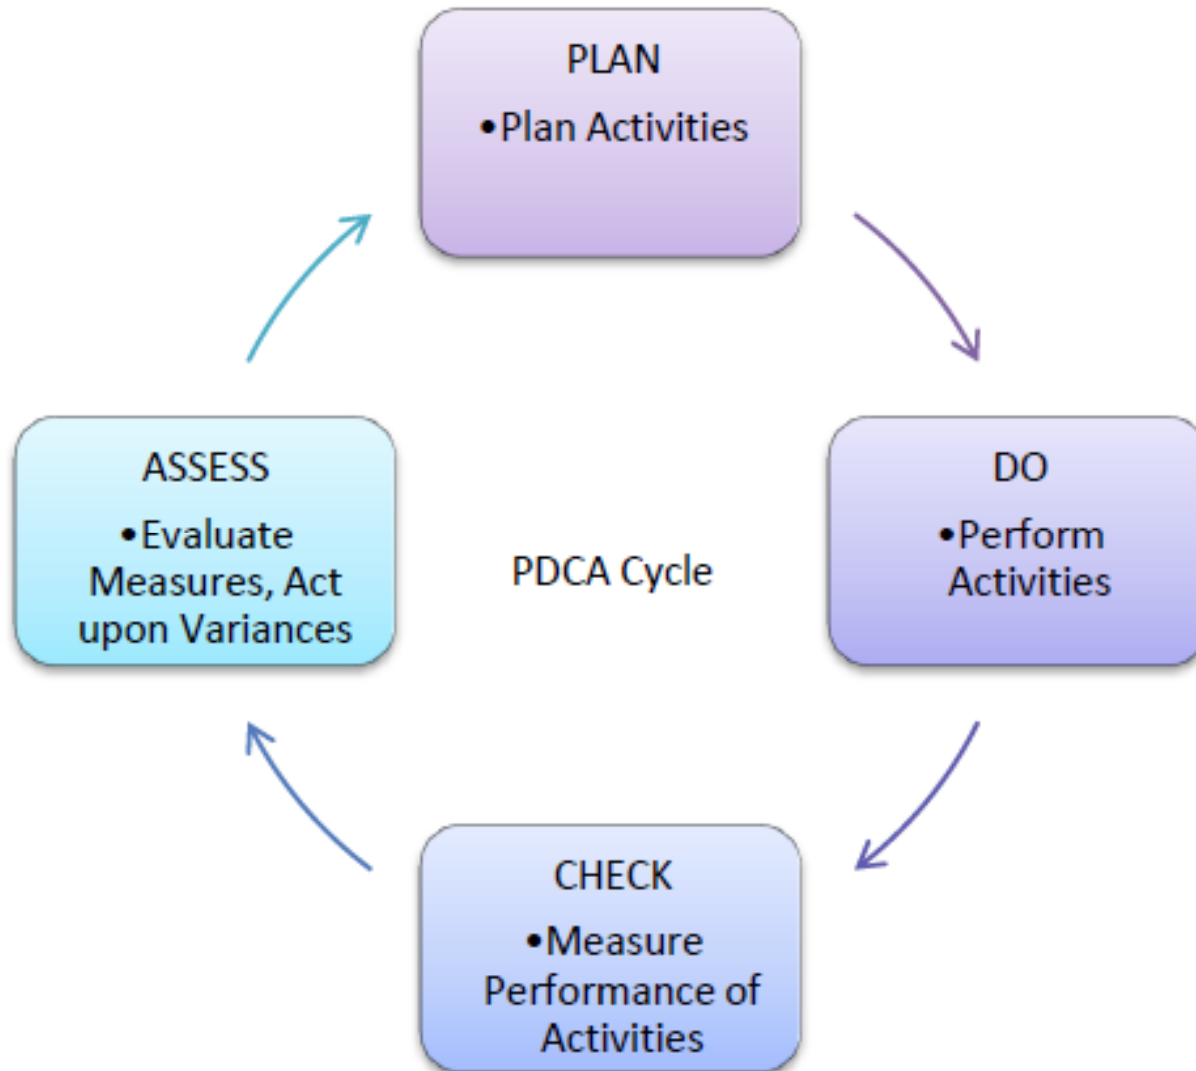 PLAN
•Plan Activities
DO
•Perform
Activities
CHECK
•Measure
Performance of
Activities
ASSESS
•Evaluate
Measures, Act
upon Variances
PDCA Cycle